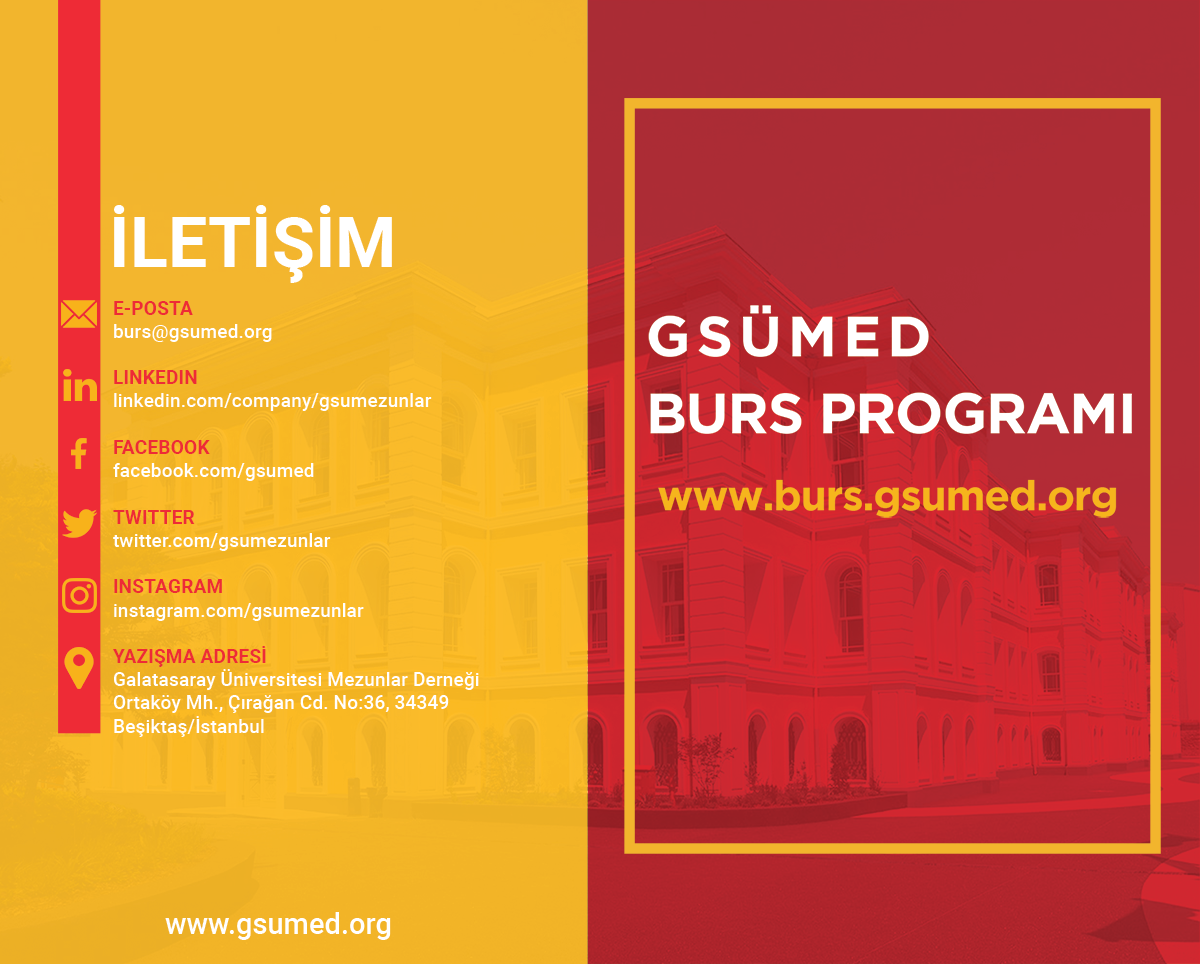 İLETİŞİM
E-POSTA
burs@gsumed.org
LINKEDIN
linkedin.com/company/gsumezunlar
FACEBOOK
facebook.com/gsumed
TWITTER
twitter.com/gsumezunlar
INSTAGRAM
instagram.com/gsumezunlar
YAZIŞMA ADRESİ
Galatasaray Üniversitesi Mezunlar Derneği
Ortaköy Mh., Çırağan Cd. No:36, 34349
Beşiktaş/İstanbul
www.gsumed.org
GSÜMED
BURS PROGRAMI
www.burs.gsumed.org